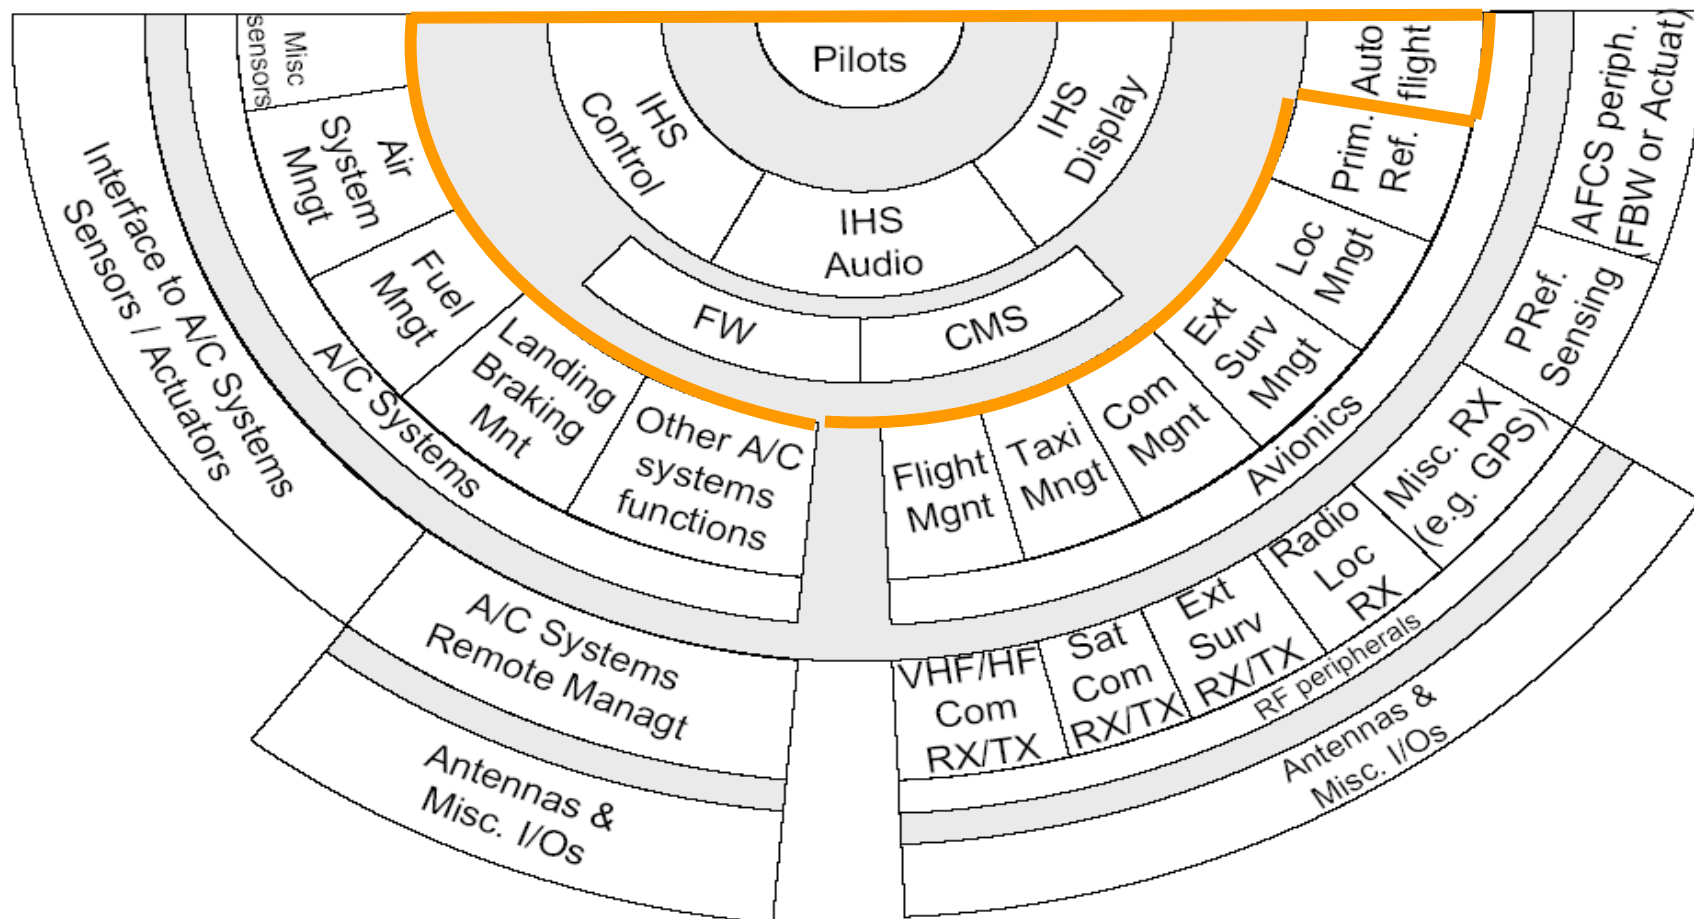 Pilots
IHS
Control
IHS
Audio
IHS
Display
FW
CMS
Misc
sensors
Air
System
Mngt
Fuel
Mngt
Landing
Braking
Mnt
Other A/C
systems
functions
Flight
Mgnt
Taxi
Mngt
Com
Mgnt
Ext
Surv
Mngt
Loc
Mngt
Prim.
Ref.
Auto
flight
A/C Systems
Avionics
Interface to A/C Systems
Sensors / Actuators
A/C Systems
Remote Managt
Antennas &
Misc. I/Os
VHF/HF
Com
RX/TX
Sat
Com
RX/TX
Ext
Surv
RX/TX
Radio
Loc
RX
Misc. RX
(e.g. GPS)
PRef.
Sensing
AFCS periph.
(FBW or Actuat)
RF peripherals
Antennas &
Misc. I/Os